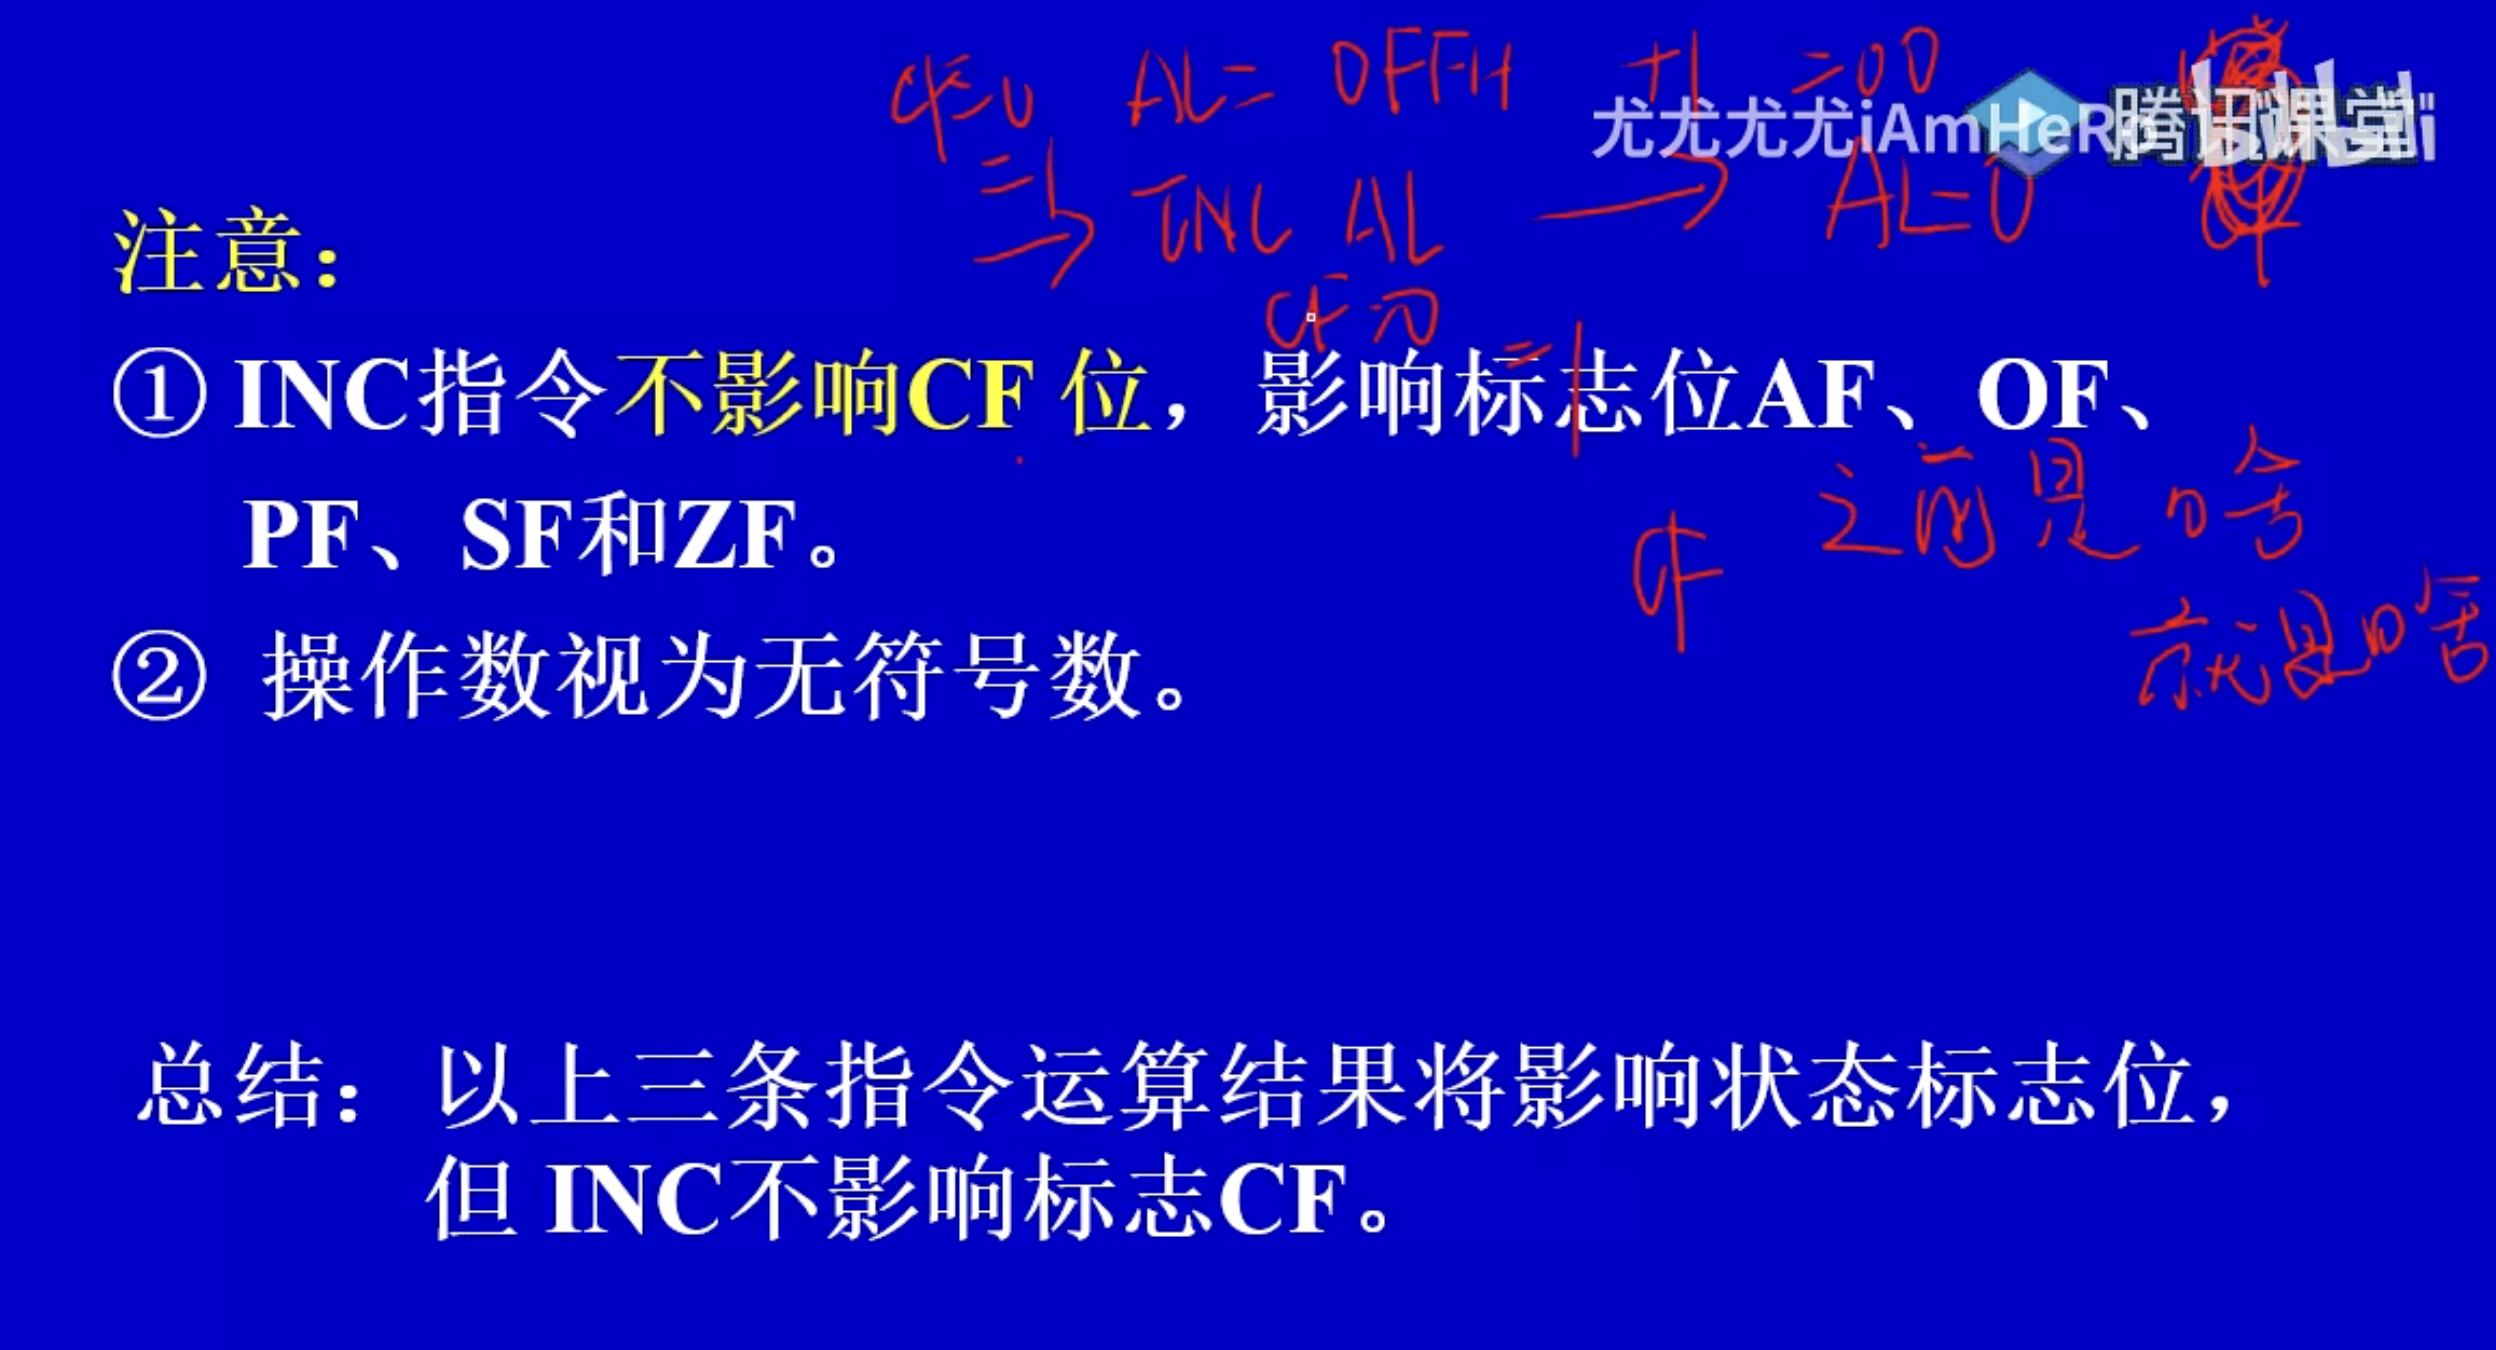 CF=0 AL= 0FFH +1 =00
尤尤尤尤iAmHeR 腾讯课堂
=1 INC AL AL=0
注意：
CF=0
=1
① INC指令不影响CF 位，影响标志位AF、OF、
CF 之前是啥
PF、SF和ZF。
就是啥
② 操作数视为无符号数。
总结： 以上三条指令运算结果将影响状态标志位，
但 INC不影响标志CF。